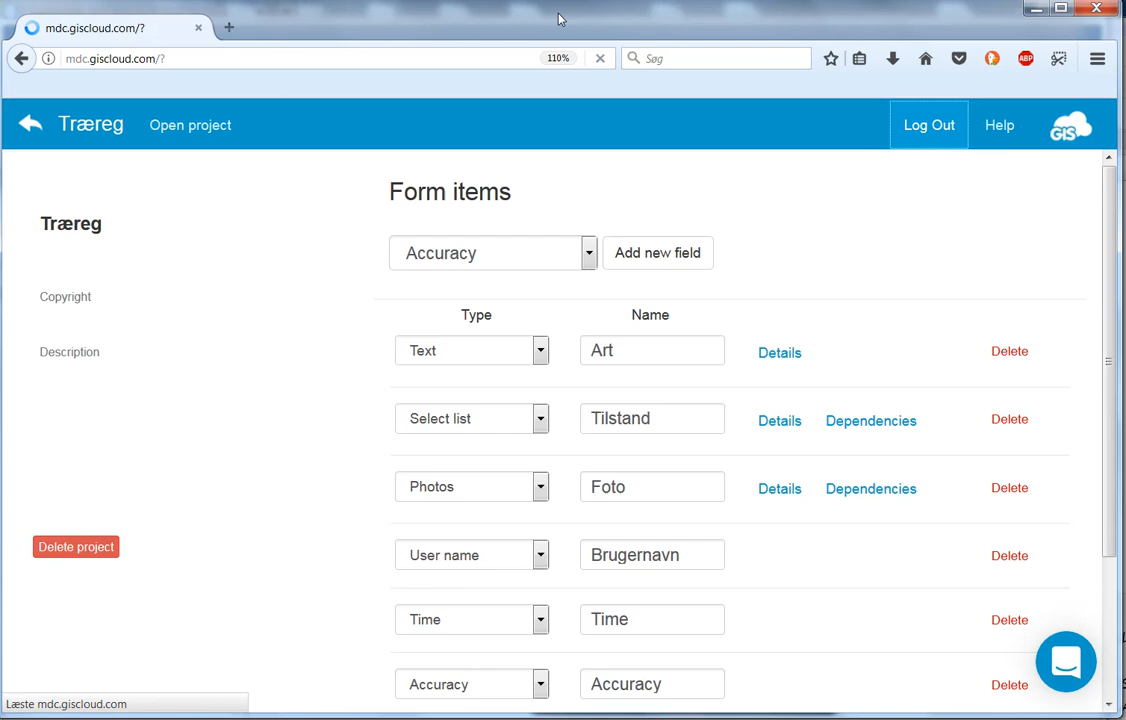 mdc.giscloud.com/?
mdc.giscloud.com/?
110%
Søg
ABP
Træreg
Open project
Log Out
Help
GIS
Form items
Træreg
Accuracy
Add new field
Copyright
Type
Name
Text
Art
Details
Delete
Description
Select list
Tilstand
Details
Dependencies
Delete
Photos
Foto
Details
Dependencies
Delete
Delete project
User name
Brugernavn
Delete
Time
Time
Delete
Accuracy
Accuracy
Delete
Læste mdc.giscloud.com